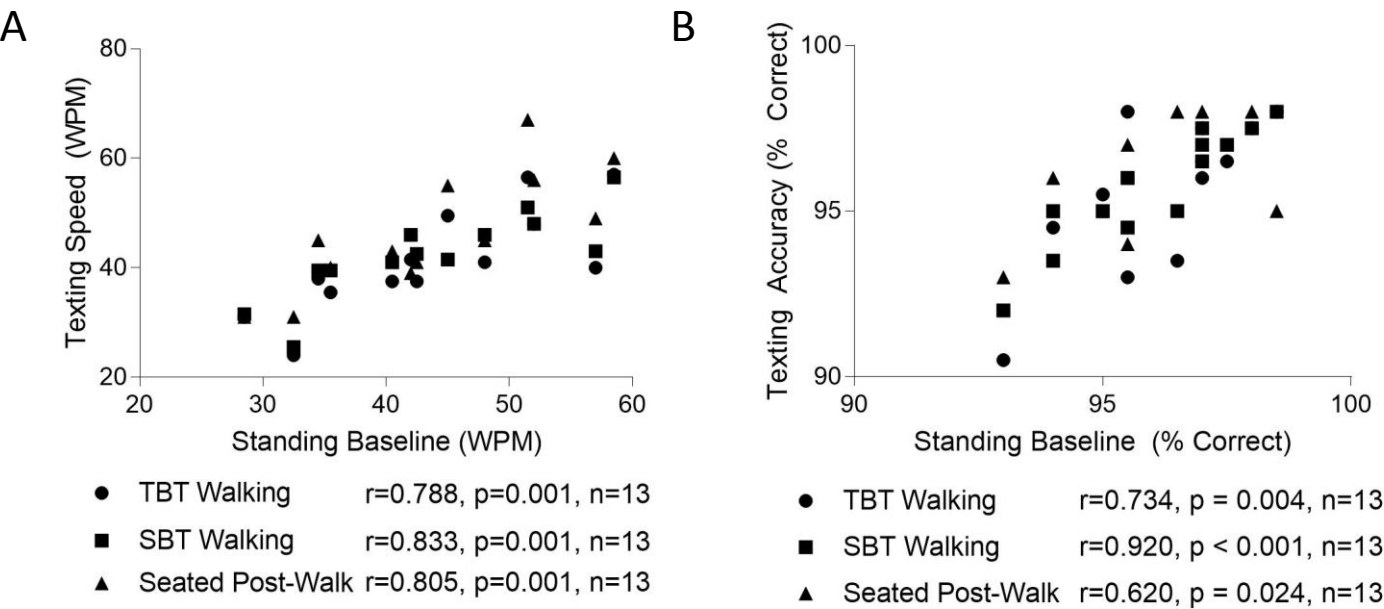 A
80
60
40
20
Texting Speed (WPM)
20 30 40 50 60
Standing Baseline (WPM)
TBT Walking r=0.788, p=0.001, n=13
SBT Walking r=0.833, p=0.001, n=13
Seated Post-Walk r=0.805, p=0.001, n=13
B
100
95
90
Texting Accuracy (% Correct)
90 95 100
Standing Baseline (% Correct)
TBT Walking r=0.734, p = 0.004, n=13
SBT Walking r=0.920, p < 0.001, n=13
Seated Post-Walk r=0.620, p = 0.024, n=13